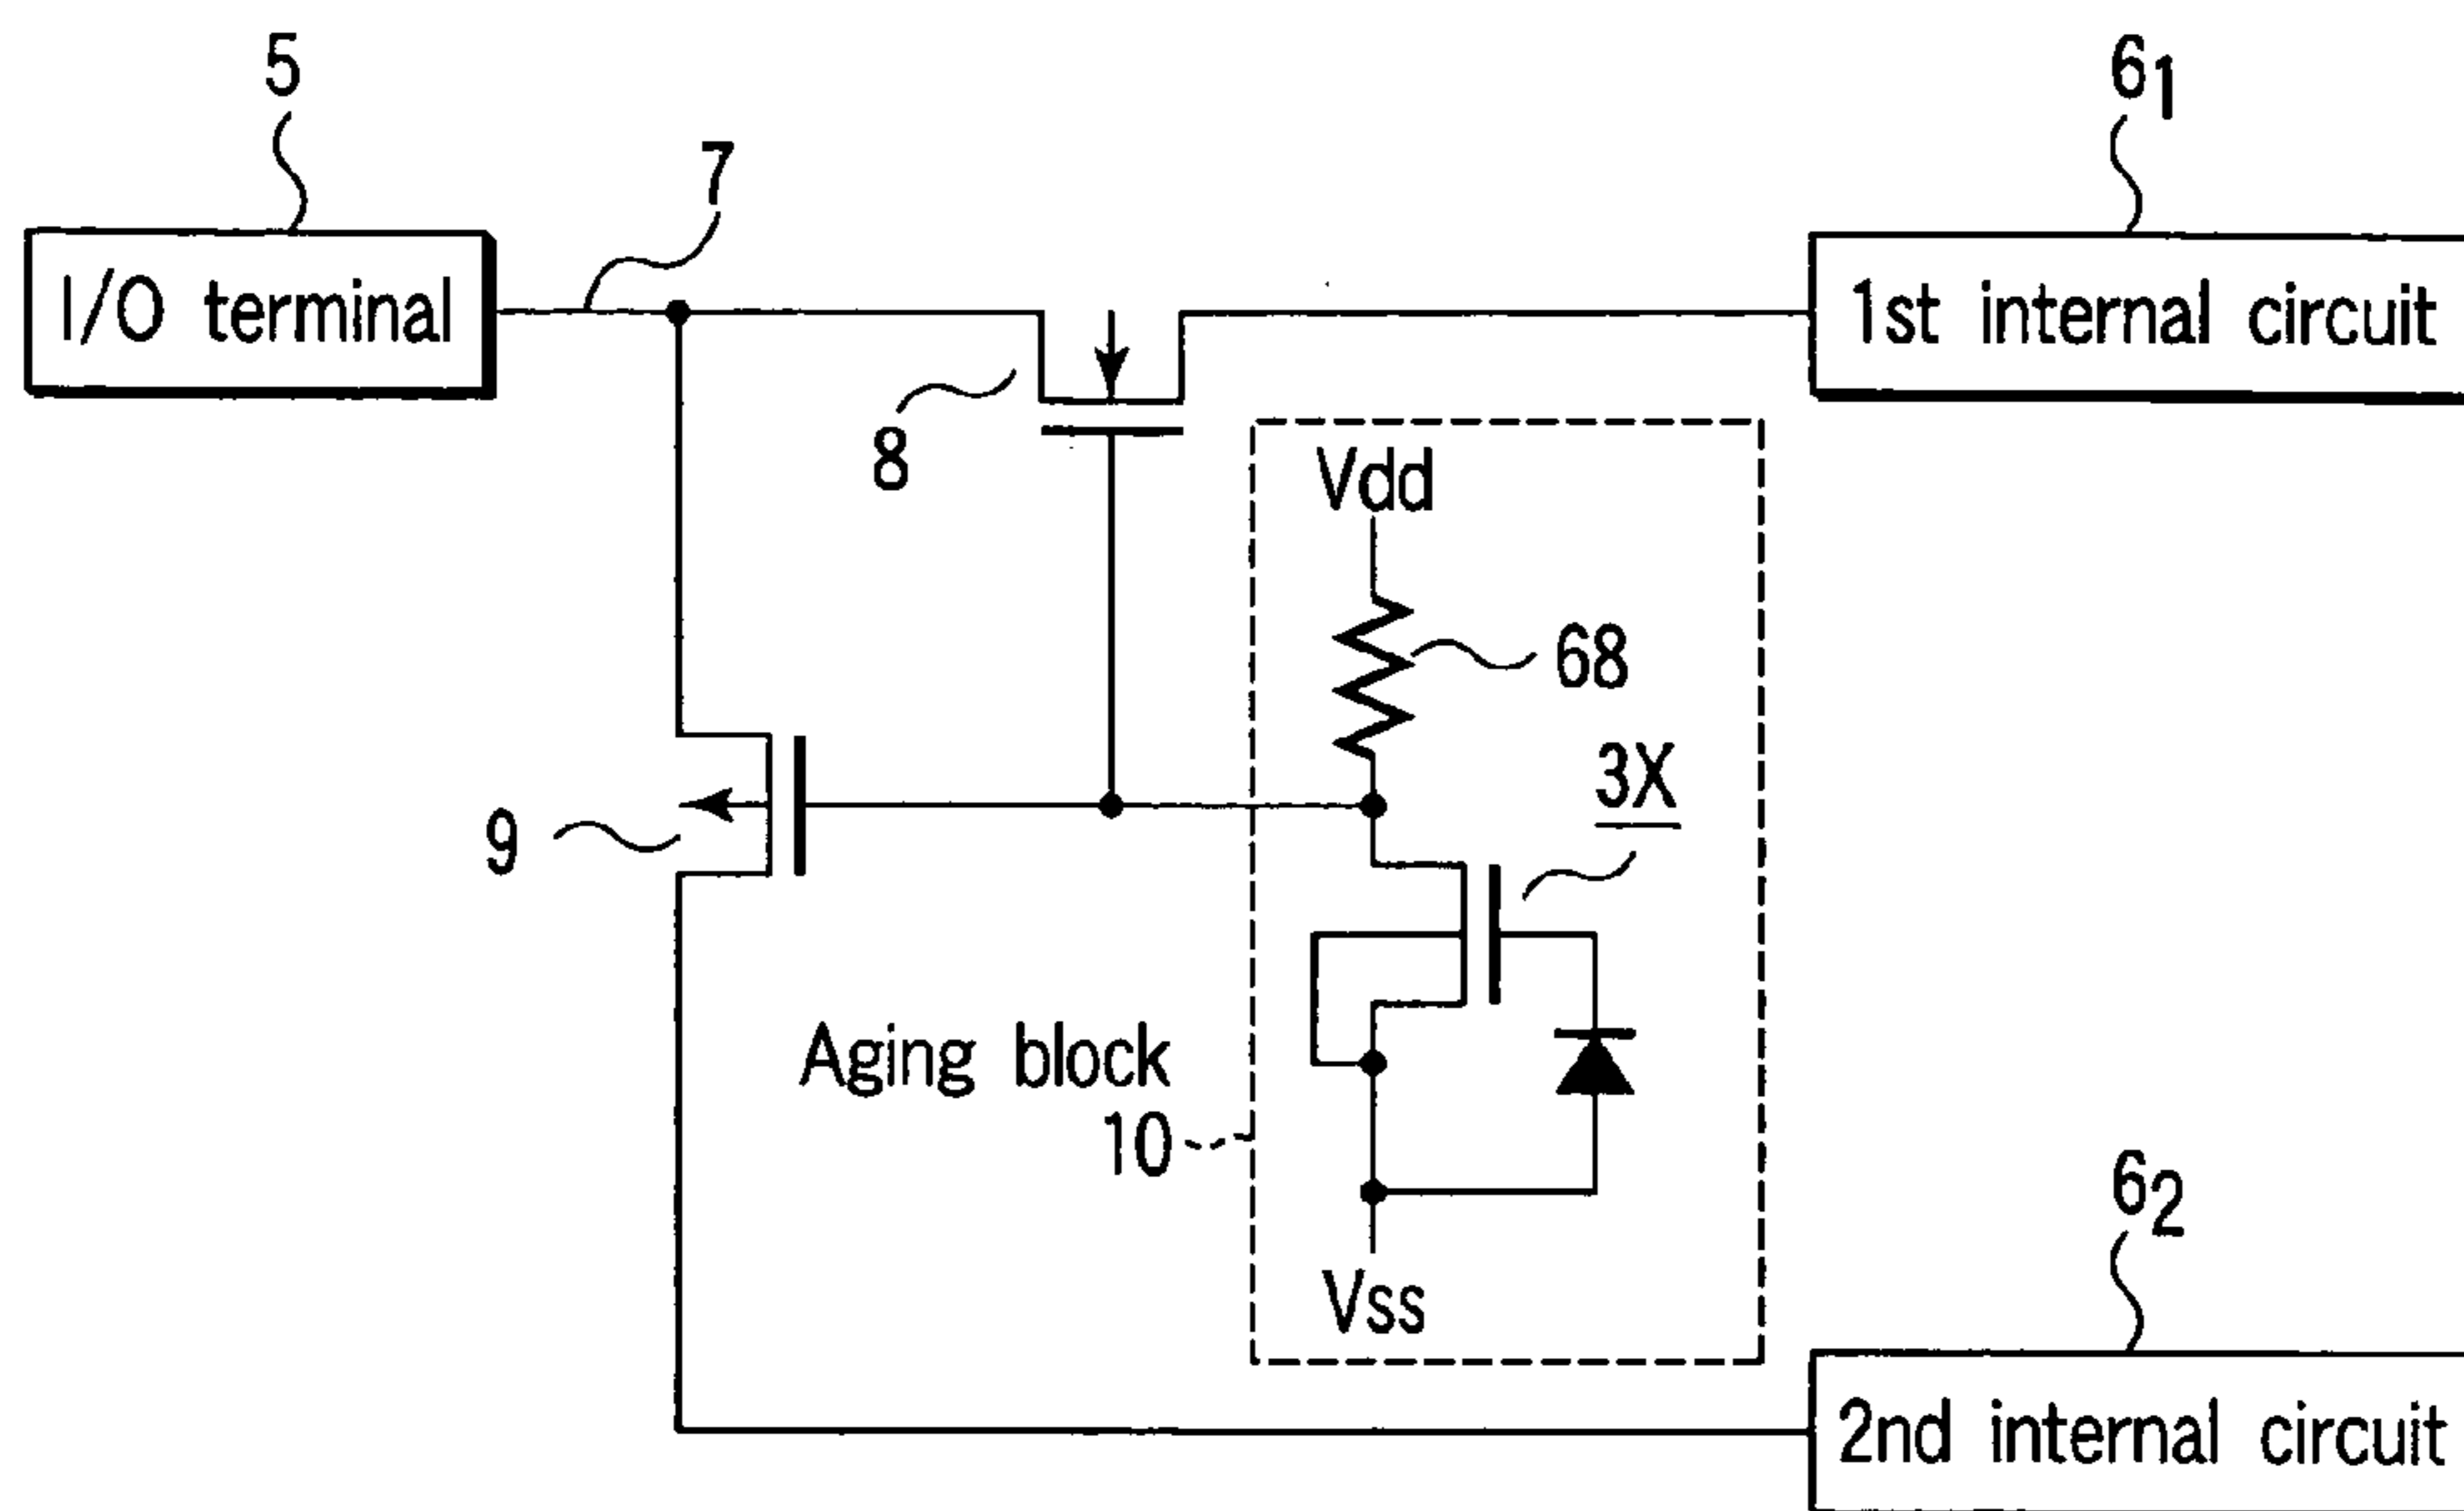 5
6₁
7
I/O terminal
1st internal circuit
8
Vdd
68
3X
9
Aging block
10
Vss
6₂
2nd internal circuit